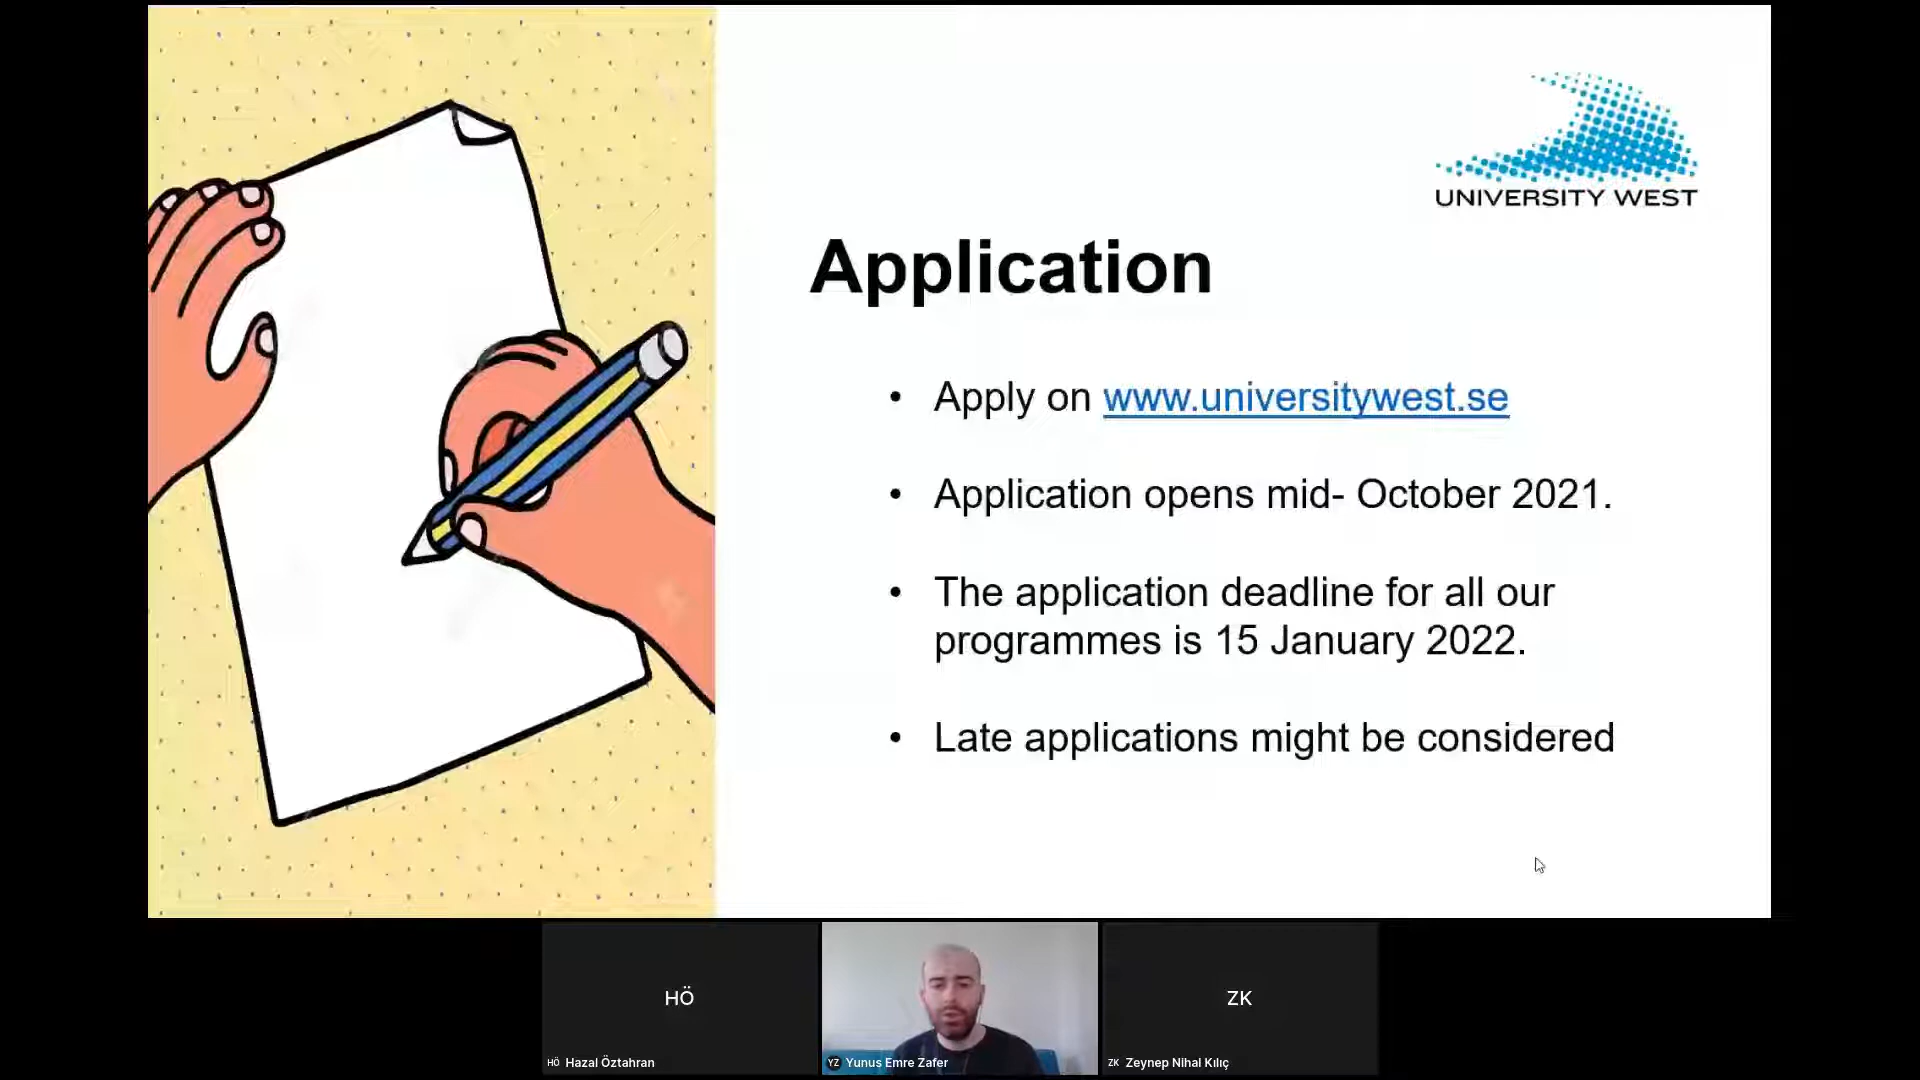 UNIVERSITY WEST
Application
• Apply on www.universitywest.se
• Application opens mid- October 2021.
• The application deadline for all our
programmes is 15 January 2022.
• Late applications might be considered
HÖ
ZK
HÖ Hazal Öztahran
YZ Yunus Emre Zafer
ZK Zeynep Nihal Kılıç